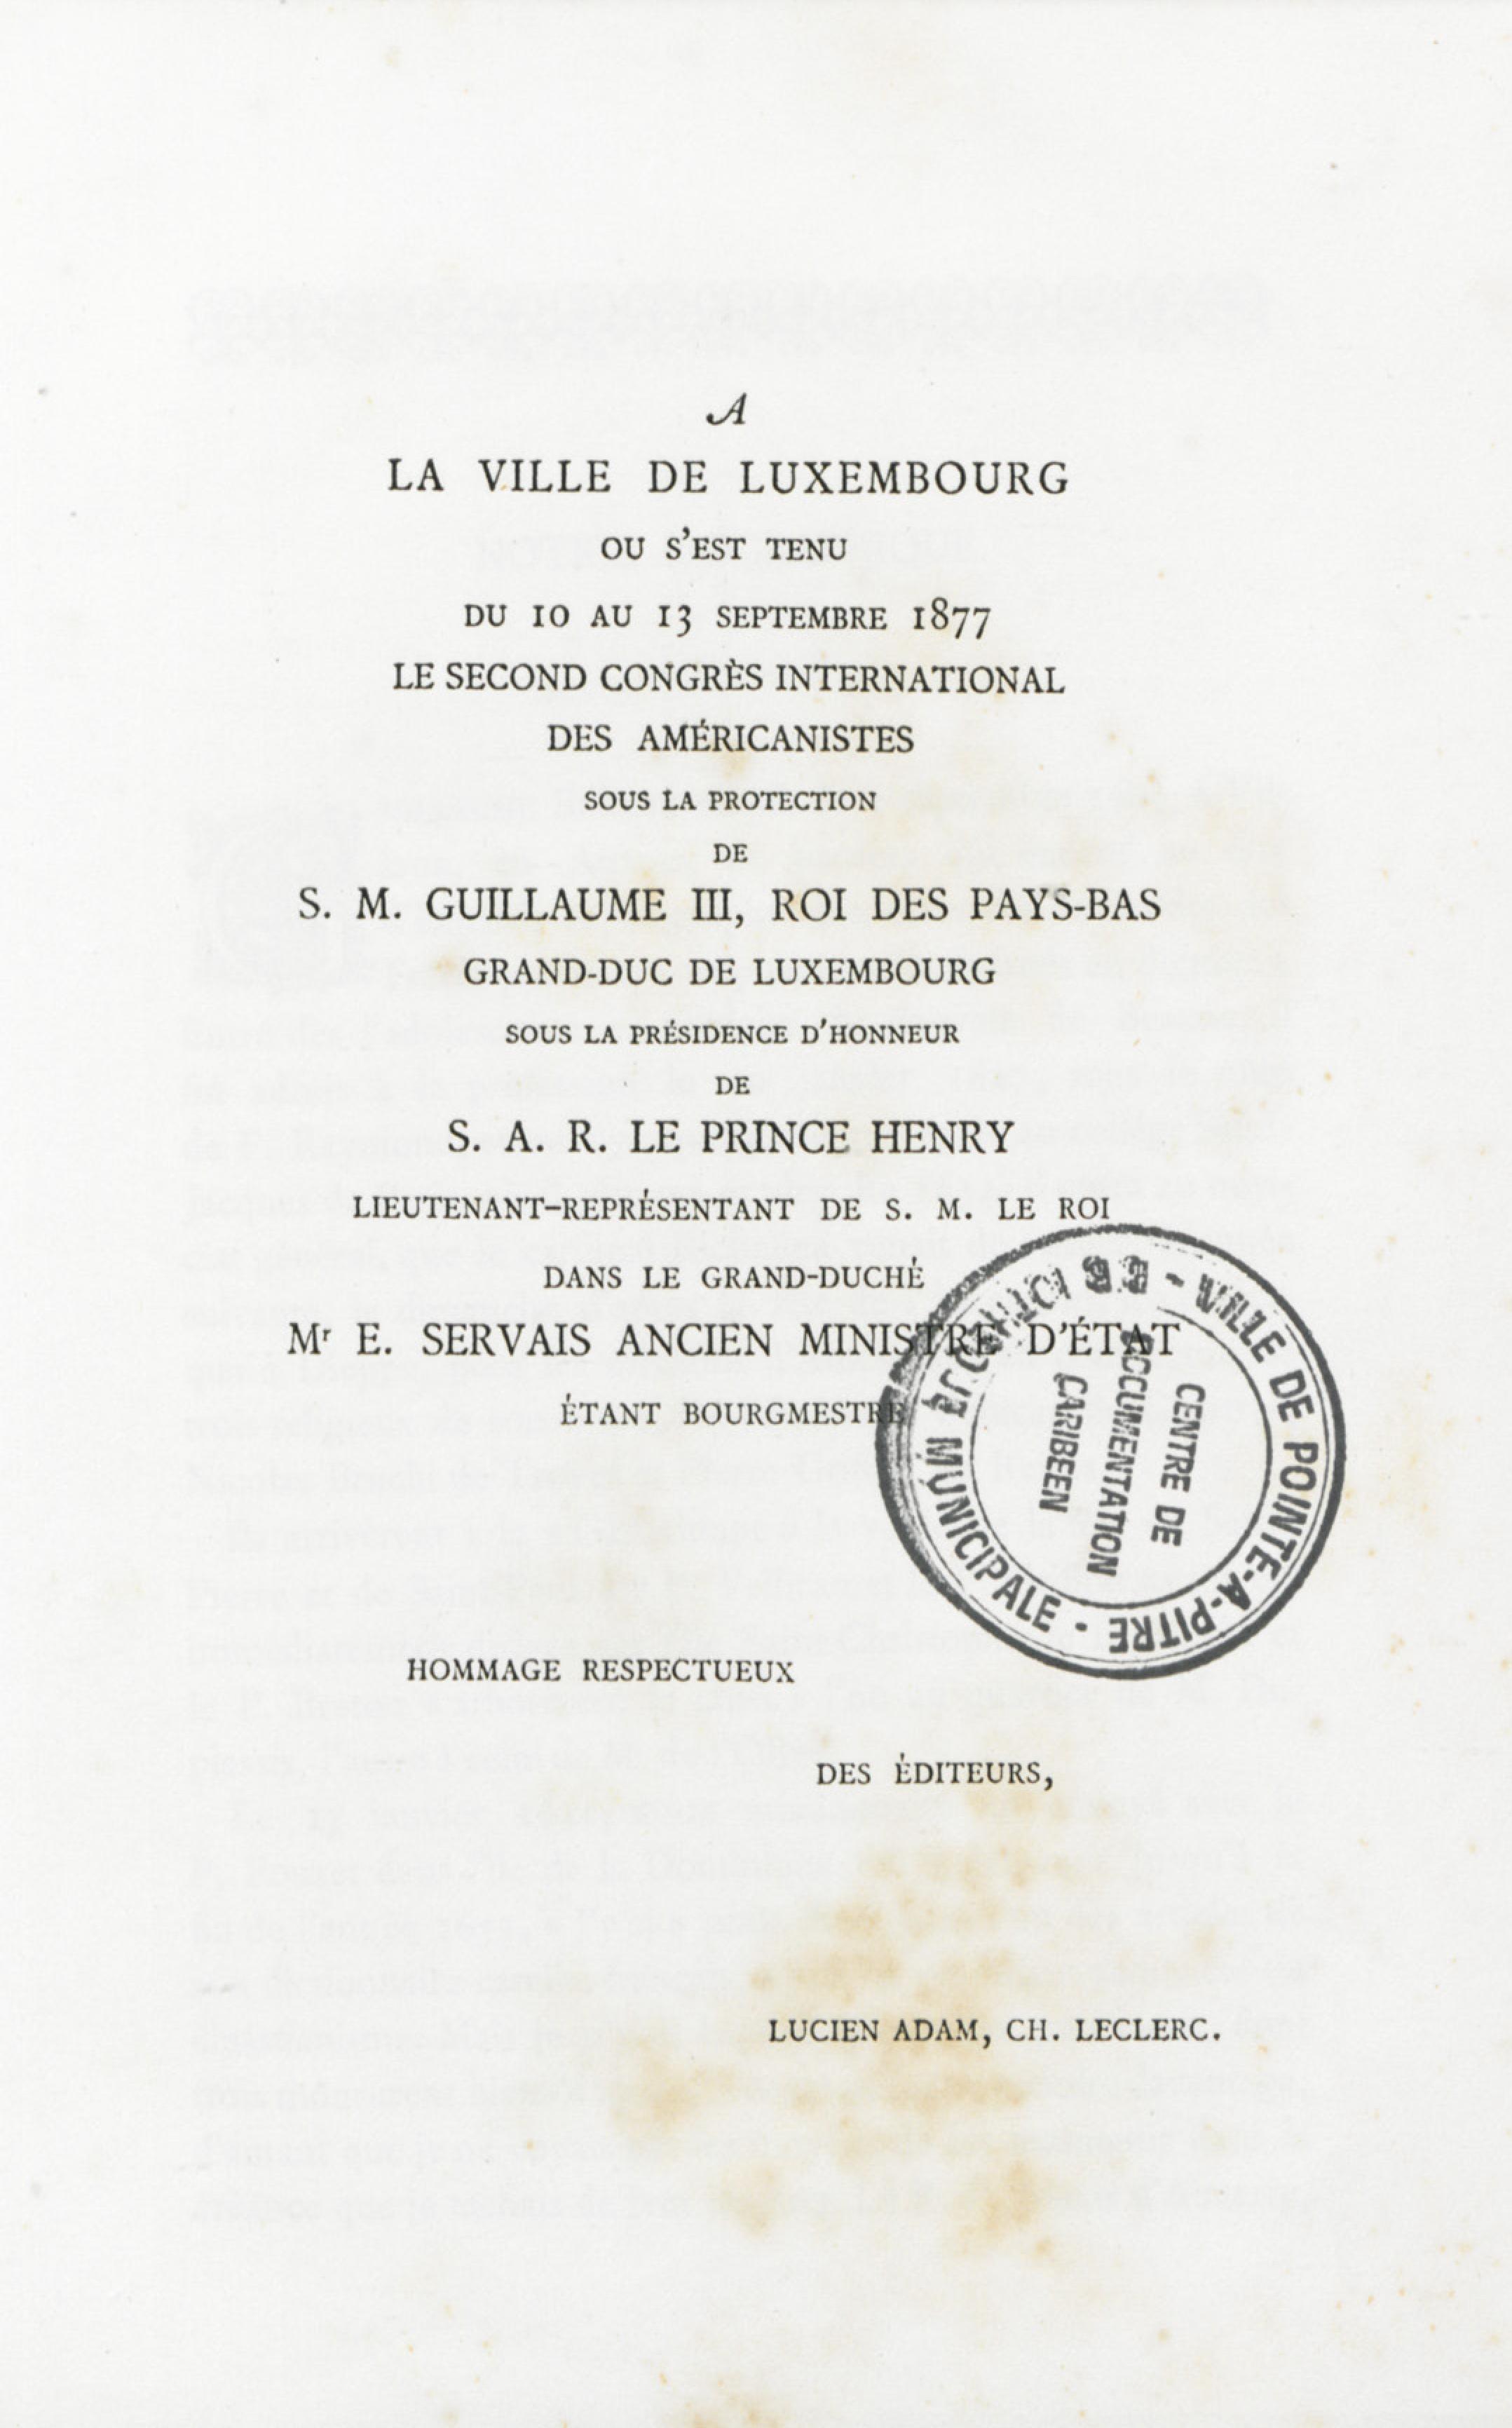 A
LA VILLE DE LUXEMBOURG
OU S'EST TENU
DU 10 AU 13 SEPTEMBRE 1877
LE SECOND CONGRÈS INTERNATIONAL
DES AMÉRICANISTES
SOUS LA PROTECTION
DE
S. M. GUILLAUME III, ROI DES PAYS-BAS
GRAND-DUC DE LUXEMBOURG
SOUS LA PRÉSIDENCE D'HONNEUR
DE
S. A. R. LE PRINCE HENRY
LIEUTENANT-REPRÉSENTANT DE S. M. LE ROI
DANS LE GRAND-DUCHÉ
Mr E. SERVAIS ANCIEN MINISTRE D'ÉTAT
ÉTANT BOURGMESTRE
VILLE DE POINTE-A-PITRE
MUNICIPALE
CENTRE DE
DOCUMENTATION
CARIBEEN
HOMMAGE RESPECTUEUX
DES ÉDITEURS,
LUCIEN ADAM, CH. LECLERC.